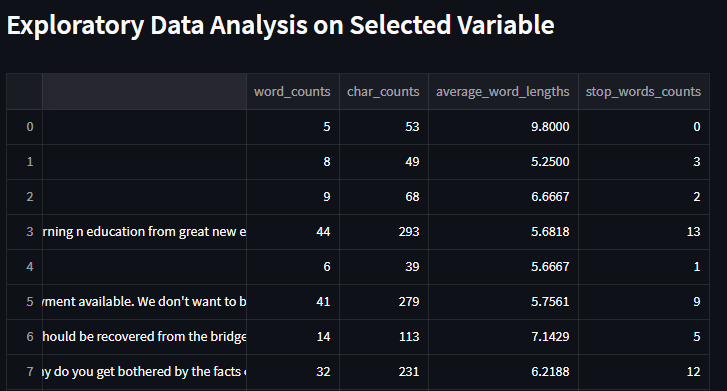 Exploratory Data Analysis on Selected Variable
word_counts char_counts average_word_lengths stop_words_counts
0 5 53 9.8000 0
1 8 49 5.2500 3
2 9 68 6.6667 2
3 rning n education from great new e 44 293 5.6818 13
4 6 39 5.6667 1
5 yment available. We don't want to b 41 279 5.7561 9
6 hould be recovered from the bridge 14 113 7.1429 5
7 y do you get bothered by the facts 32 231 6.2188 12